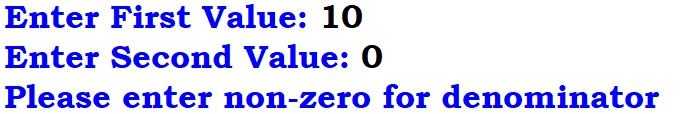 Enter First Value: 10
Enter Second Value: 0
Please enter non-zero for denominator